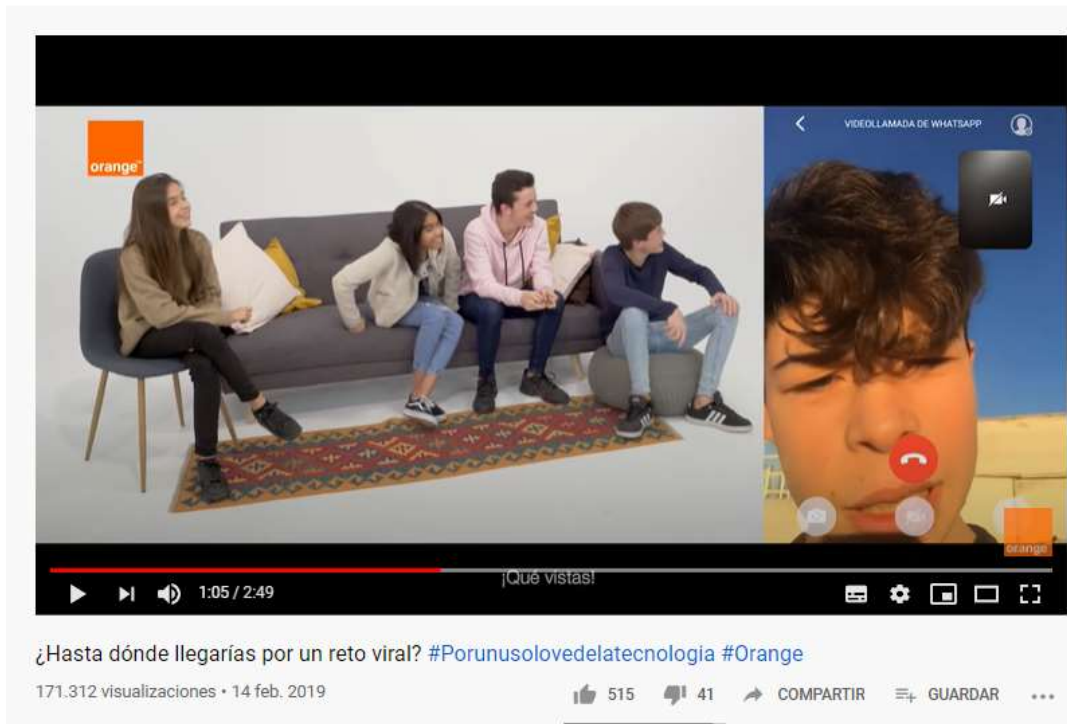 orange™
VIDEOLLAMADA DE WHATSAPP
orange
¡Qué vistas!
1:05 / 2:49
¿Hasta dónde llegarías por un reto viral? #Porunusolovedelatecnologia #Orange
171.312 visualizaciones • 14 feb. 2019
515 41 COMPARTIR GUARDAR